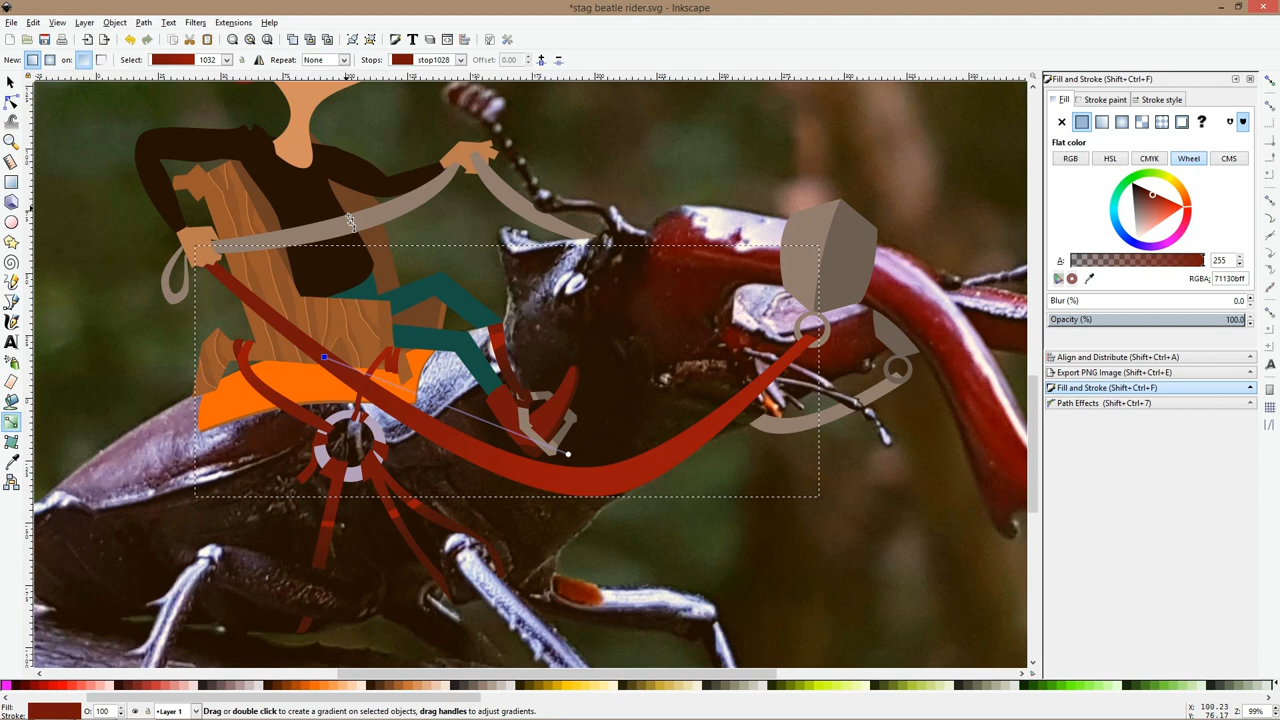 *stag beatle rider.svg - Inkscape
File Edit View Layer Object Path Text Filters Extensions Help
New: on: Select: 1032 Repeat: None Stops: stop1028 Offset: 0.00
Fill and Stroke (Shift+Ctrl+F)
Fill Stroke paint Stroke style
Flat color
RGB HSL CMYK Wheel CMS
A: 255
RGBA: 71130bff
Blur (%) 0.0
Opacity (%) 100.0
Align and Distribute (Shift+Ctrl+A)
Export PNG Image (Shift+Ctrl+E)
Fill and Stroke (Shift+Ctrl+F)
Path Effects (Shift+Ctrl+7)
Fill: O: 100 •Layer 1 Drag or double click to create a gradient on selected objects, drag handles to adjust gradients. X: 100.23 Z: 99%
Stroke: Y: 76.17